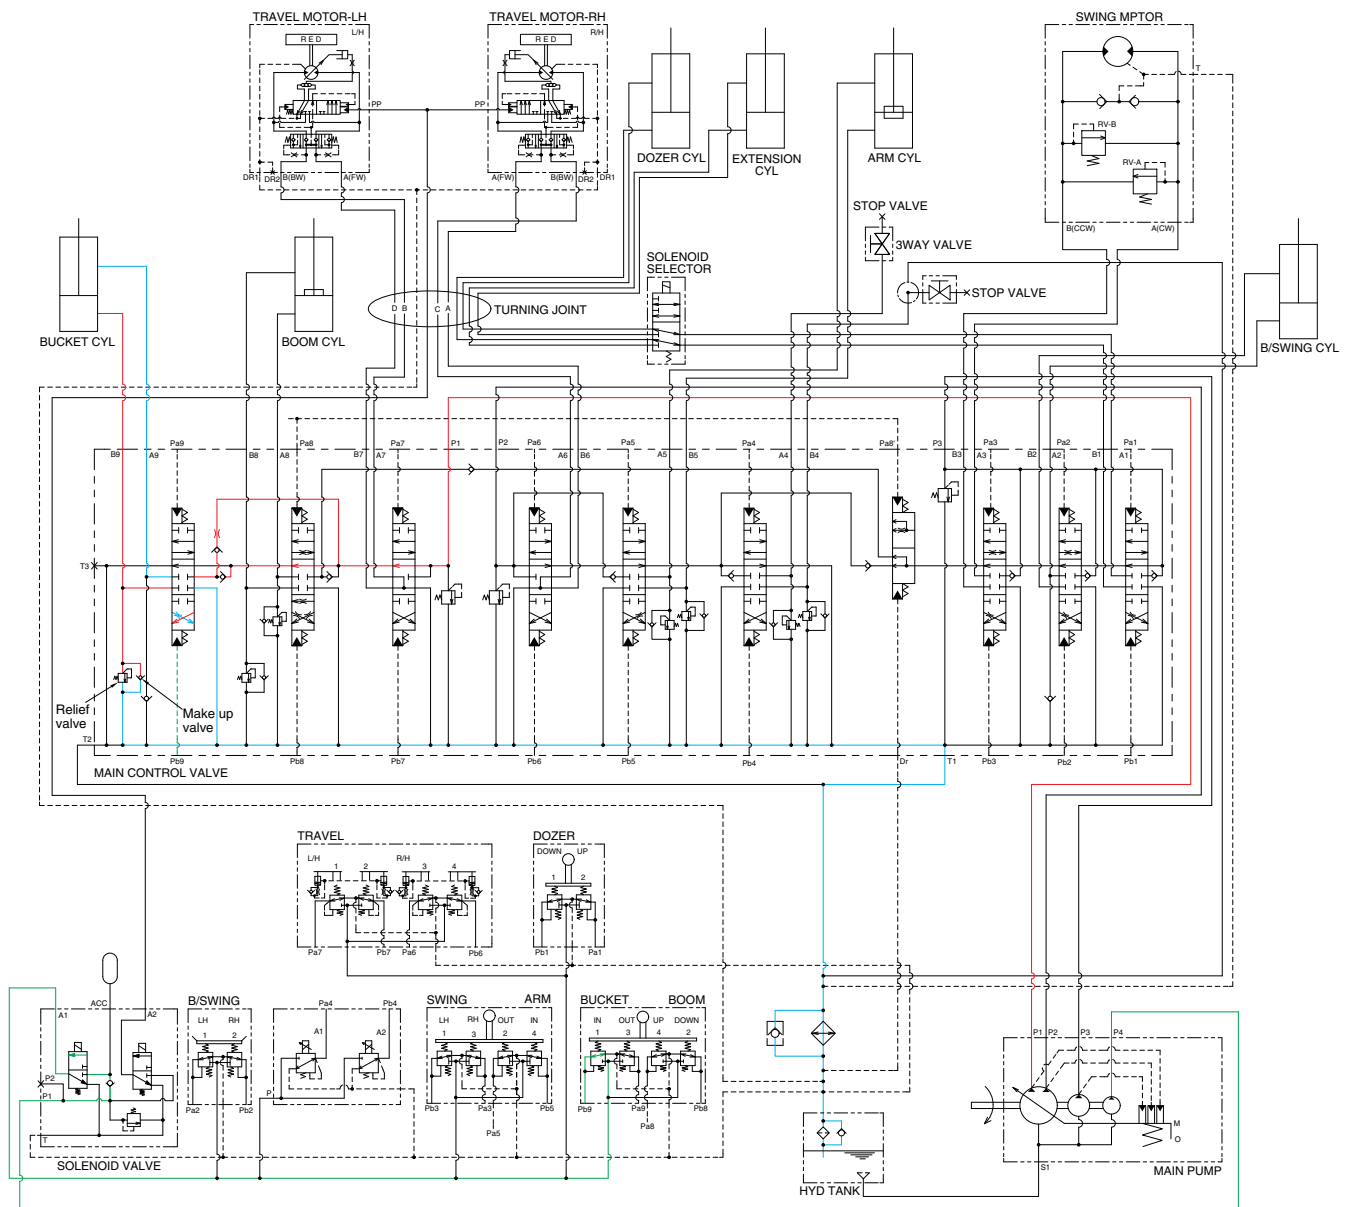 TRAVEL MOTOR-LH
TRAVEL MOTOR-RH
SWING MPTOR
L/H
R/H
RED
RED
T
PP
PP
RV-B
RV-A
DOZER CYL
EXTENSION
CYL
ARM CYL
DR1 DR2 B(BW) A(FW)
A(FW) B(BW) DR2 DR1
STOP VALVE
3WAY VALVE
B(CCW) A(CW)
SOLENOID
SELECTOR
STOP VALVE
D B C A
TURNING JOINT
BUCKET CYL
BOOM CYL
B/SWING CYL
Pa9 Pa8 Pa7 P1 P2 Pa6 Pa5 Pa4 Pa8' P3 Pa3 Pa2 Pa1
B9 A9 B8 A8 B7 A7 A6 B6 A5 B5 A4 B4 B3 A3 B2 A2 B1 A1
T3
Relief
valve
Make up
valve
T2
Pb9 Pb8 Pb7 Pb6 Pb5 Pb4 Dr T1 Pb3 Pb2 Pb1
MAIN CONTROL VALVE
TRAVEL
DOZER
L/H R/H
1 2 3 4
DOWN UP
1 2
Pa7 Pb7 Pa6 Pb6
Pb1 Pa1
ACC
A1 A2
B/SWING
LH RH
1 2
Pa4 Pb4
A1 A2
SWING ARM
LH RH OUT IN
1 3 2 4
BUCKET BOOM
IN OUT UP DOWN
1 3 4 2
P1 P2 P3 P4
P2
P1
P
Pa2 Pb2
Pb3 Pa3 Pb5
Pa5
Pb9 Pa9 Pb8
Pa8
T
M
O
S1
SOLENOID VALVE
HYD TANK
MAIN PUMP